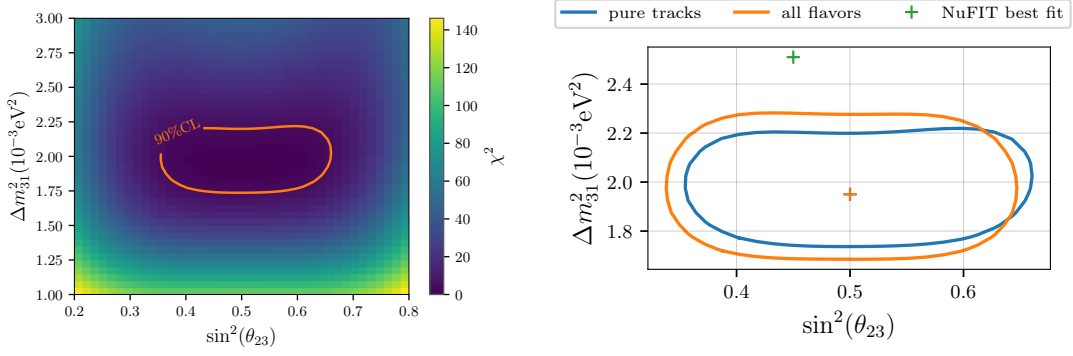 3.00
2.75
2.50
2.25
2.00
1.75
1.50
1.25
1.00
Δm²₃₁(10⁻³eV²)
90%CL
0.2 0.3 0.4 0.5 0.6 0.7 0.8
sin²(θ₂₃)
140
120
100
80
60
40
20
0
χ²
pure tracks all flavors NuFIT best fit
2.4
2.2
2.0
1.8
Δm²₃₁(10⁻³eV²)
0.4 0.5 0.6
sin²(θ₂₃)